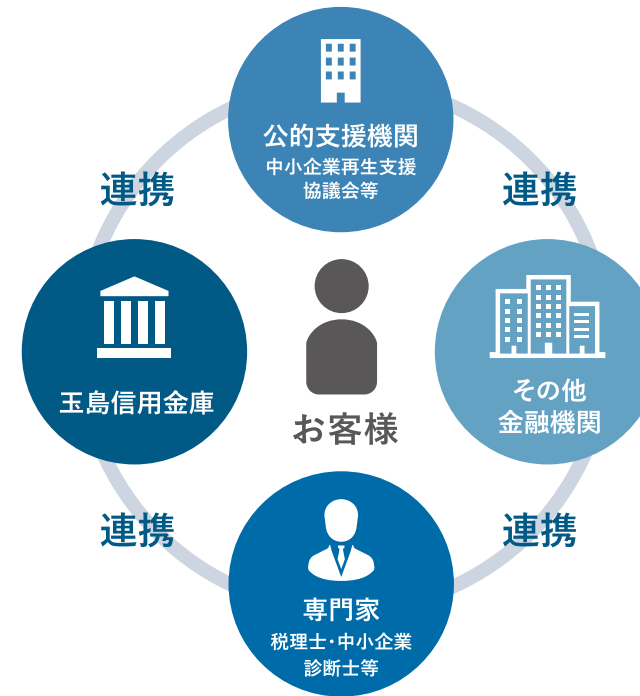 公的支援機関
中小企業再生支援
協議会等
連携
連携
玉島信用金庫
お客様
その他
金融機関
連携
連携
専門家
税理士・中小企業
診断士等